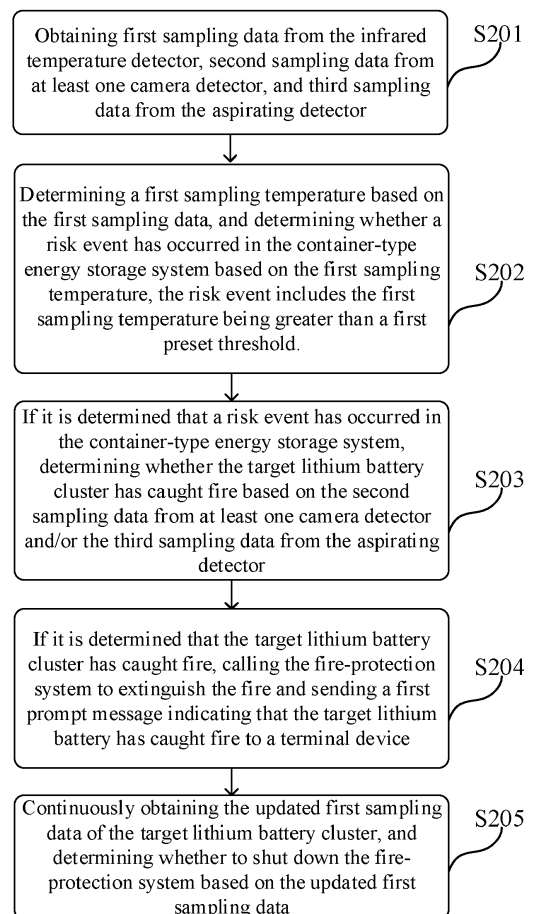 Obtaining first sampling data from the infrared
temperature detector, second sampling data from
at least one camera detector, and third sampling
data from the aspirating detector
S201
Determining a first sampling temperature based on
the first sampling data, and determining whether a
risk event has occurred in the container-type
energy storage system based on the first sampling
temperature, the risk event includes the first
sampling temperature being greater than a first
preset threshold.
S202
If it is determined that a risk event has occurred in
the container-type energy storage system,
determining whether the target lithium battery
cluster has caught fire based on the second
sampling data from at least one camera detector
and/or the third sampling data from the aspirating
detector
S203
If it is determined that the target lithium battery
cluster has caught fire, calling the fire-protection
system to extinguish the fire and sending a first
prompt message indicating that the target lithium
battery has caught fire to a terminal device
S204
Continuously obtaining the updated first sampling
data of the target lithium battery cluster, and
determining whether to shut down the fire-
protection system based on the updated first
sampling data
S205